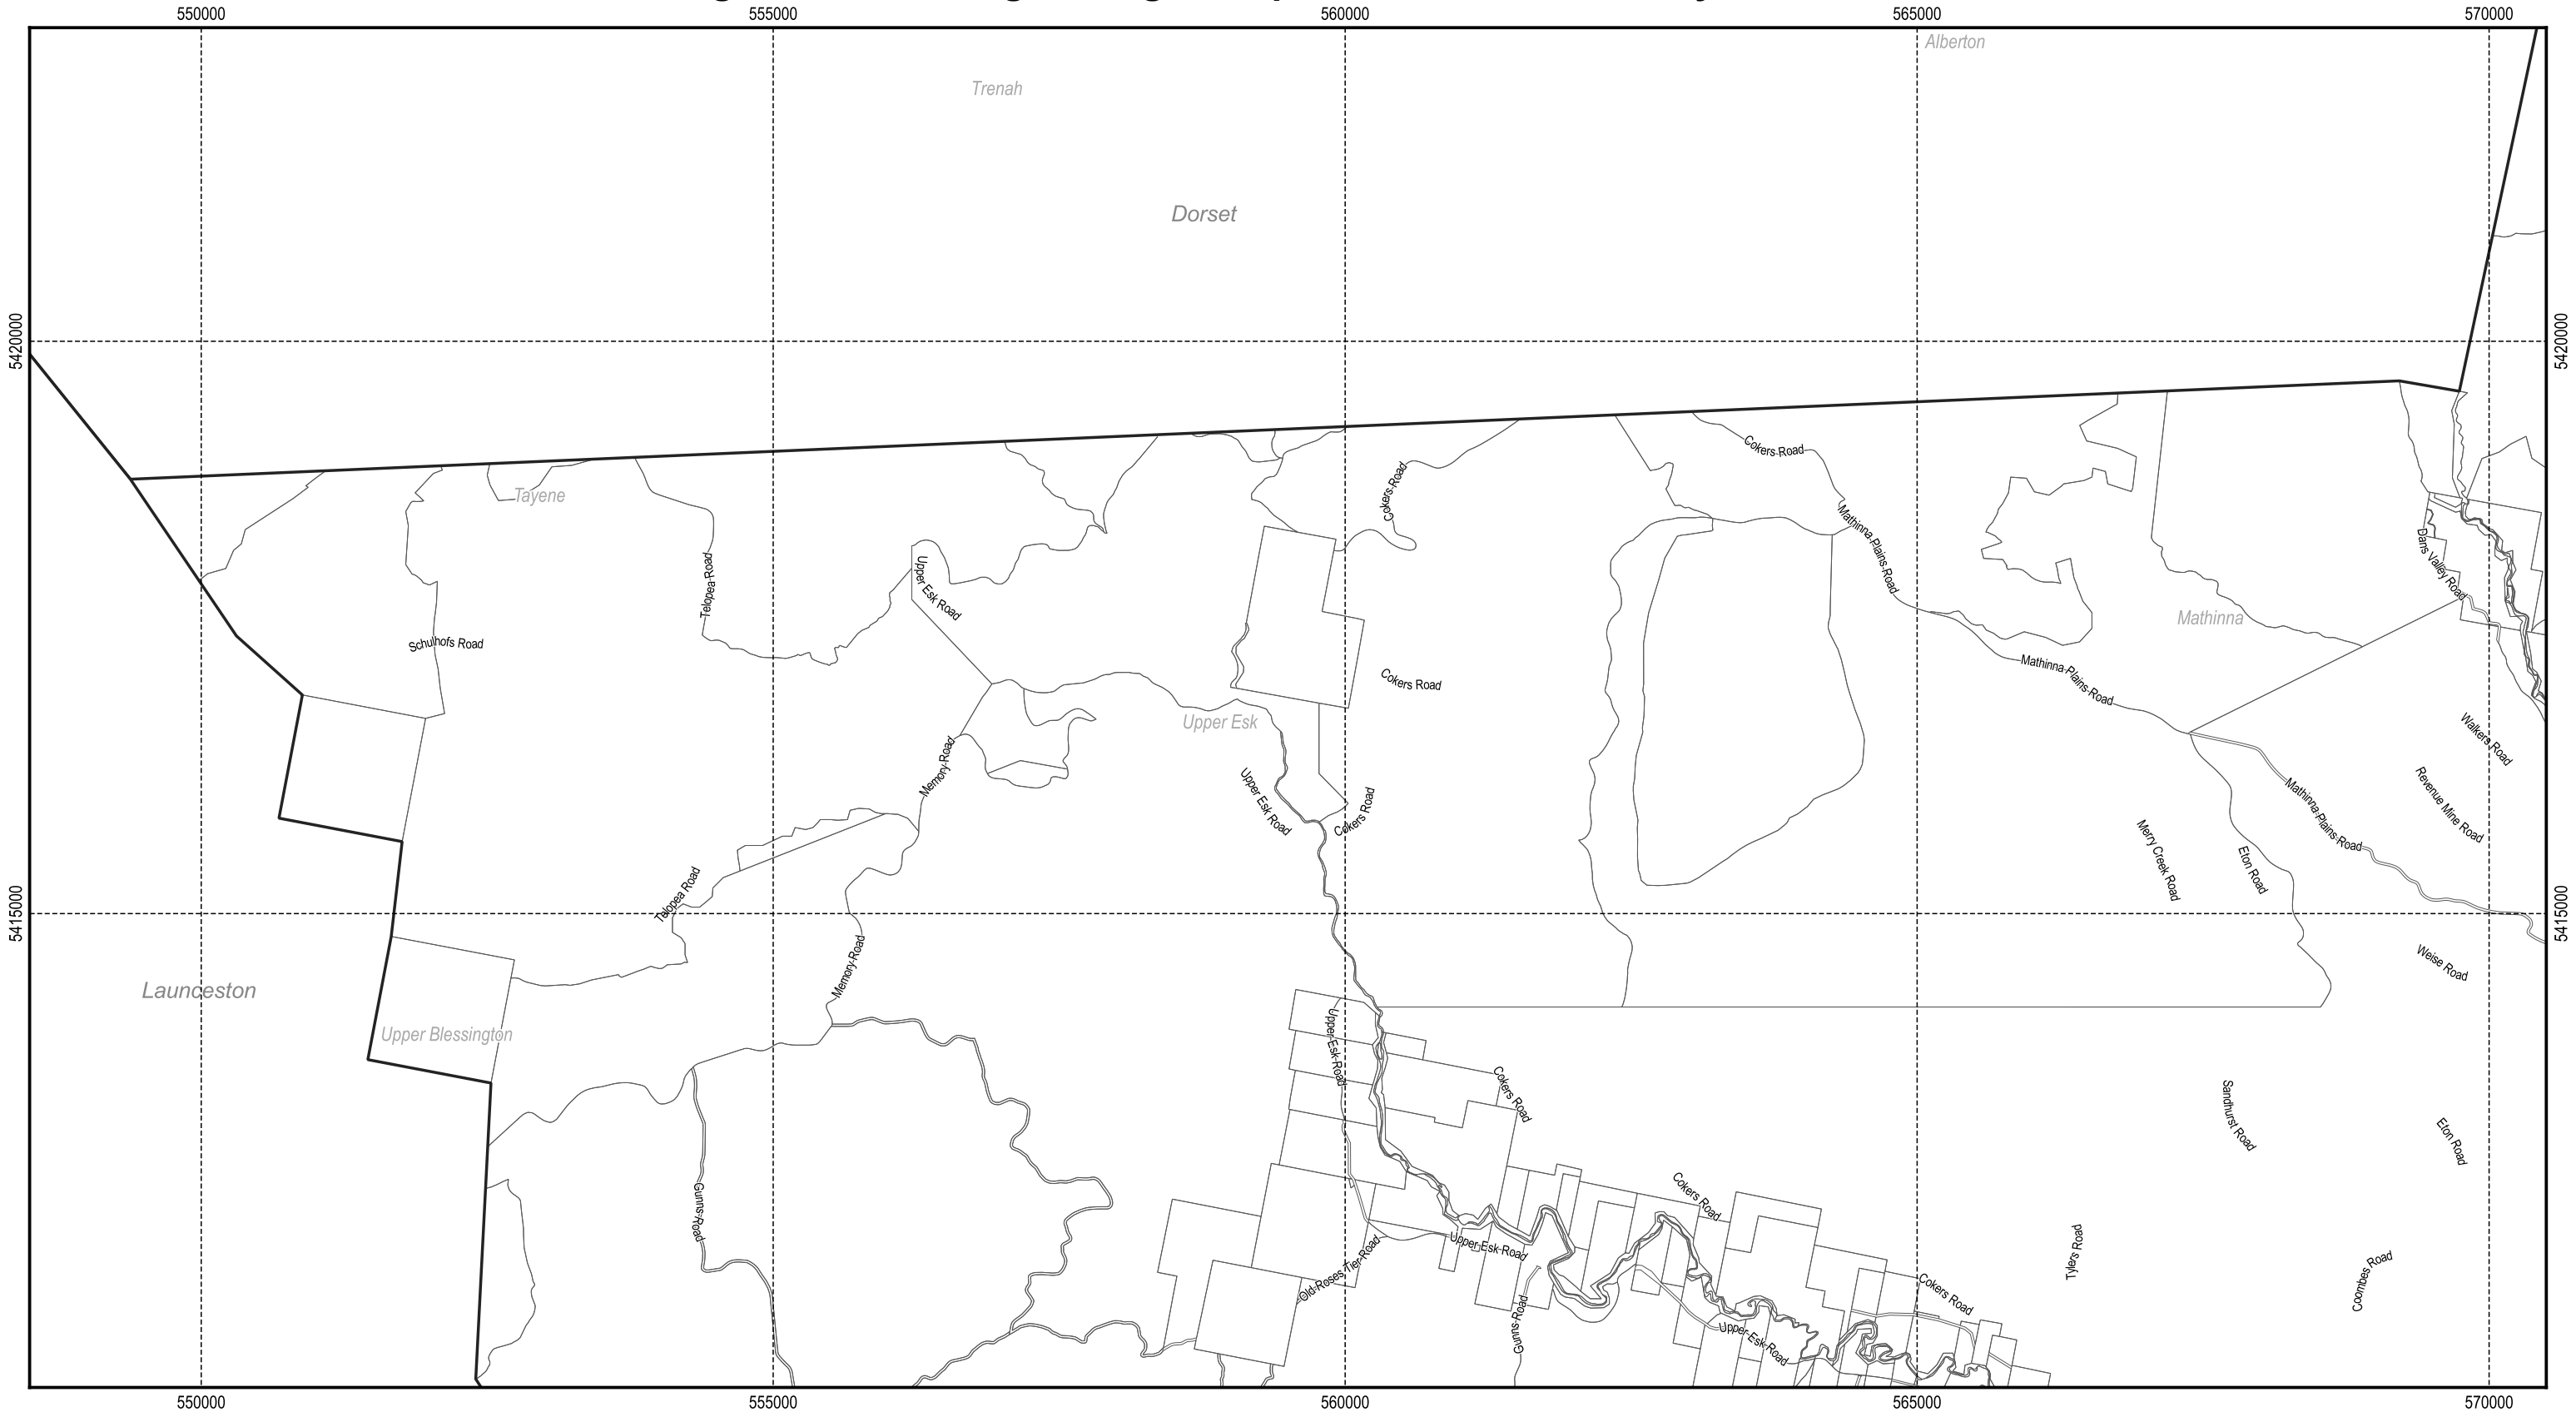 550000
555000
560000
565000
570000
Alberton
Trenah
Dorset
5420000
5420000
Cokers Road
Cokers Road
Tayene
Mathinna Plains Road
Telopea Road
Upper Esk Road
Dans Valley Road
Mathinna
Schulhofs Road
Mathinna Plains Road
Cokers Road
Upper Esk
Walkers Road
Memory Road
Upper Esk Road
Cokers Road
Revenue Mine Road
Mathinna Plains Road
Merry Creek Road
Eton Road
Telopea Road
5415000
5415000
Memory Road
Weise Road
Launceston
Upper Blessington
Upper Esk Road
Cokers Road
Sandhurst Road
Eton Road
Gunns Road
Cokers Road
Upper Esk Road
Old Roses Tier Road
Tylers Road
Coombes Road
Cokers Road
Gunns Road
Upper Esk Road
550000
555000
560000
565000
570000